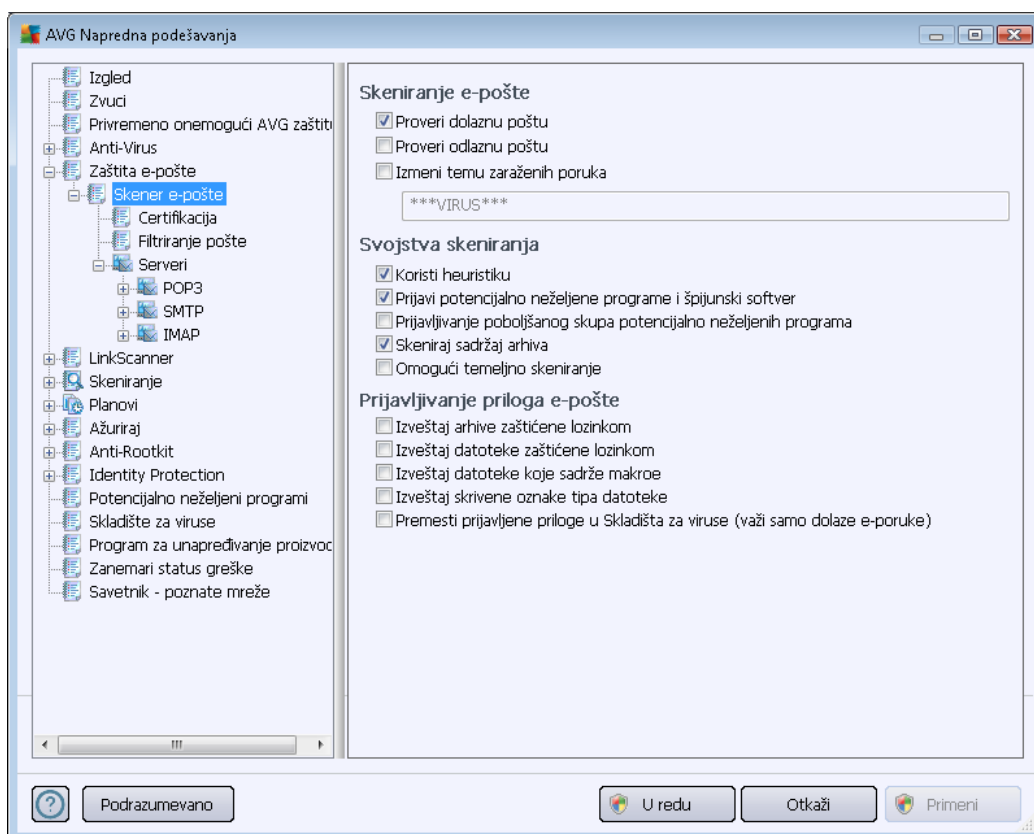 AVG Napredna podešavanja
Izgled
Zvuci
Privremeno onemogući AVG zaštitu
Anti-Virus
Zaštita e-pošte
Skener e-pošte
Certifikacija
Filtriranje pošte
Serveri
POP3
SMTP
IMAP
LinkScanner
Skeniranje
Planovi
Ažuriraj
Anti-Rootkit
Identity Protection
Potencijalno neželjeni programi
Skladište za viruse
Program za unapređivanje proizvod
Zanemari status greške
Savetnik - poznate mreže
Skeniranje e-pošte
Proveri dolaznu poštu
Proveri odlaznu poštu
Izmeni temu zaraženih poruka
***VIRUS***
Svojstva skeniranja
Koristi heuristiku
Prijavi potencijalno neželjene programe i špijunski softver
Prijavljivanje poboljšanog skupa potencijalno neželjenih programa
Skeniraj sadržaj arhiva
Omogući temeljno skeniranje
Prijavljivanje priloga e-pošte
Izveštaj arhive zaštićene lozinkom
Izveštaj datoteke zaštićene lozinkom
Izveštaj datoteke koje sadrže makroe
Izveštaj skrivene oznake tipa datoteke
Premesti prijavljene priloge u Skladišta za viruse (važi samo dolaze e-poruke)
Podrazumevano
U redu
Otkaži
Primeni